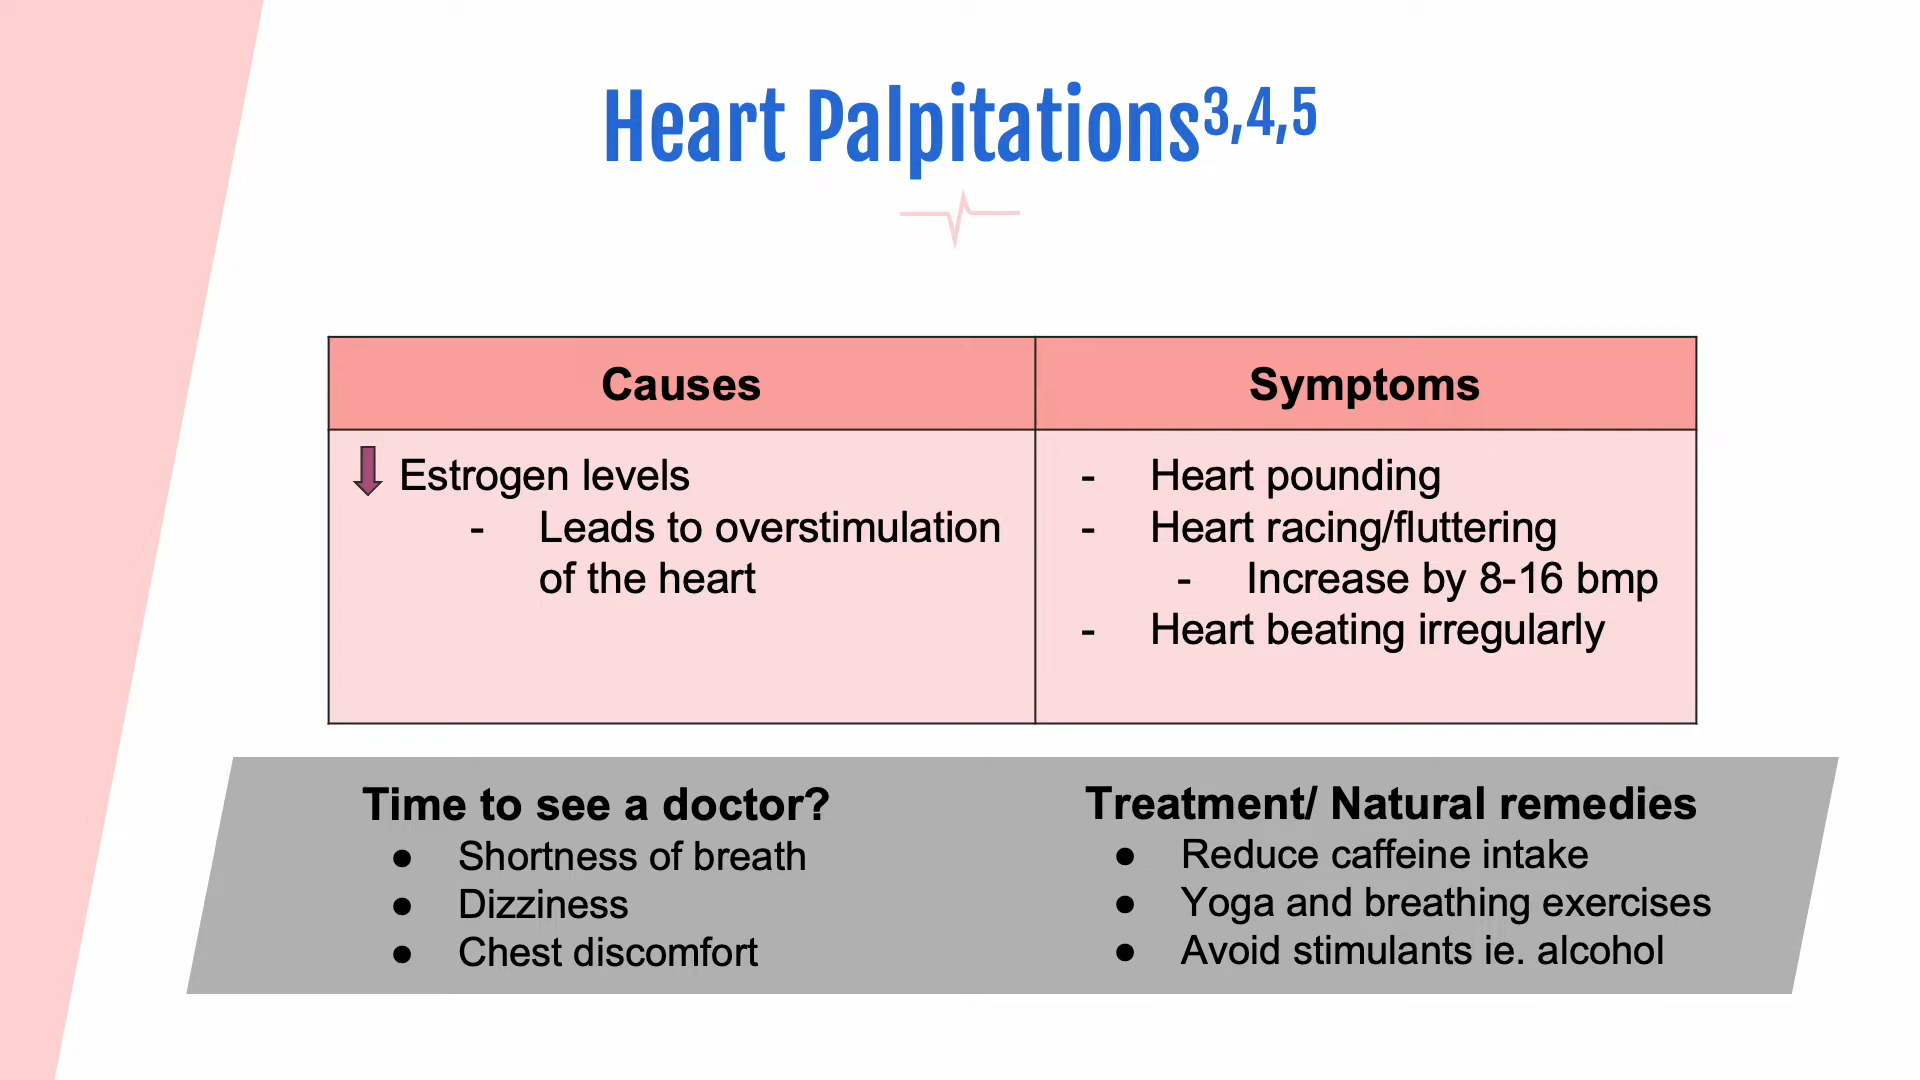 Heart Palpitations3,4,5
Causes
Estrogen levels
- Leads to overstimulation
of the heart
Symptoms
- Heart pounding
- Heart racing/fluttering
- Increase by 8-16 bmp
- Heart beating irregularly
Time to see a doctor?
● Shortness of breath
● Dizziness
● Chest discomfort
Treatment/ Natural remedies
● Reduce caffeine intake
● Yoga and breathing exercises
● Avoid stimulants ie. alcohol